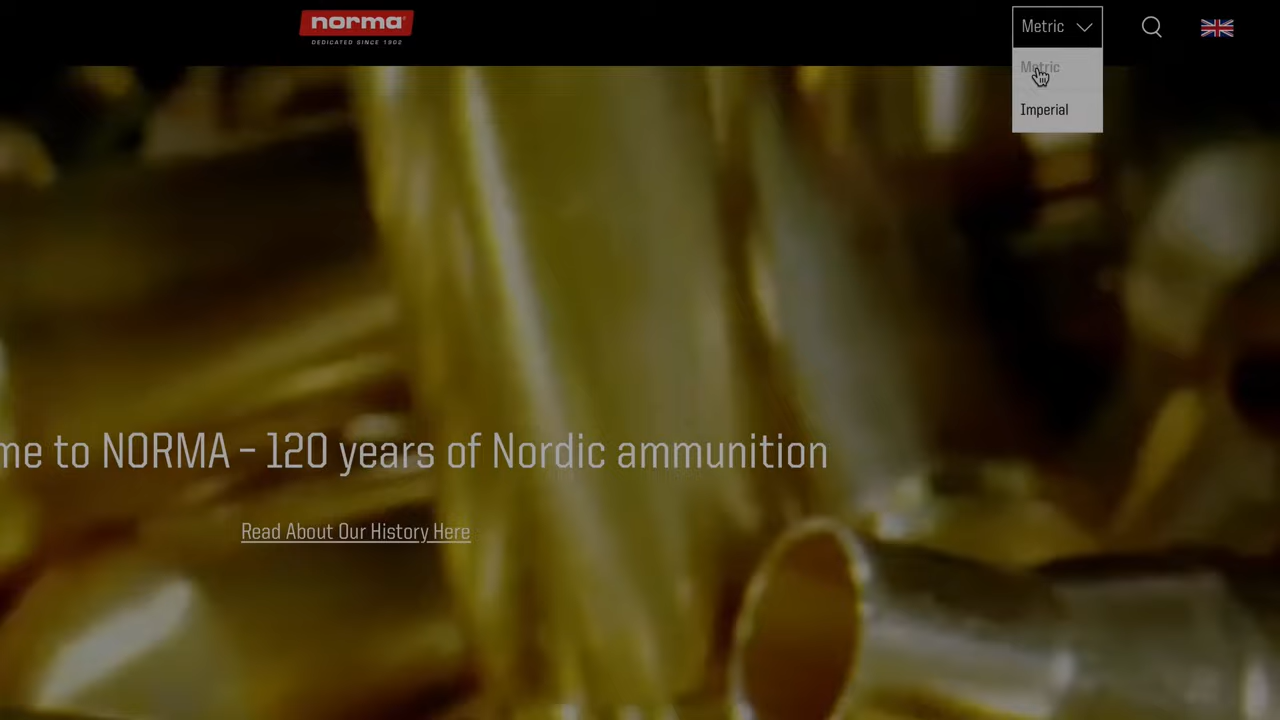 norma
DEDICATED SINCE 1902
Metric
Metric
Imperial
me to NORMA – 120 years of Nordic ammunition
Read About Our History Here